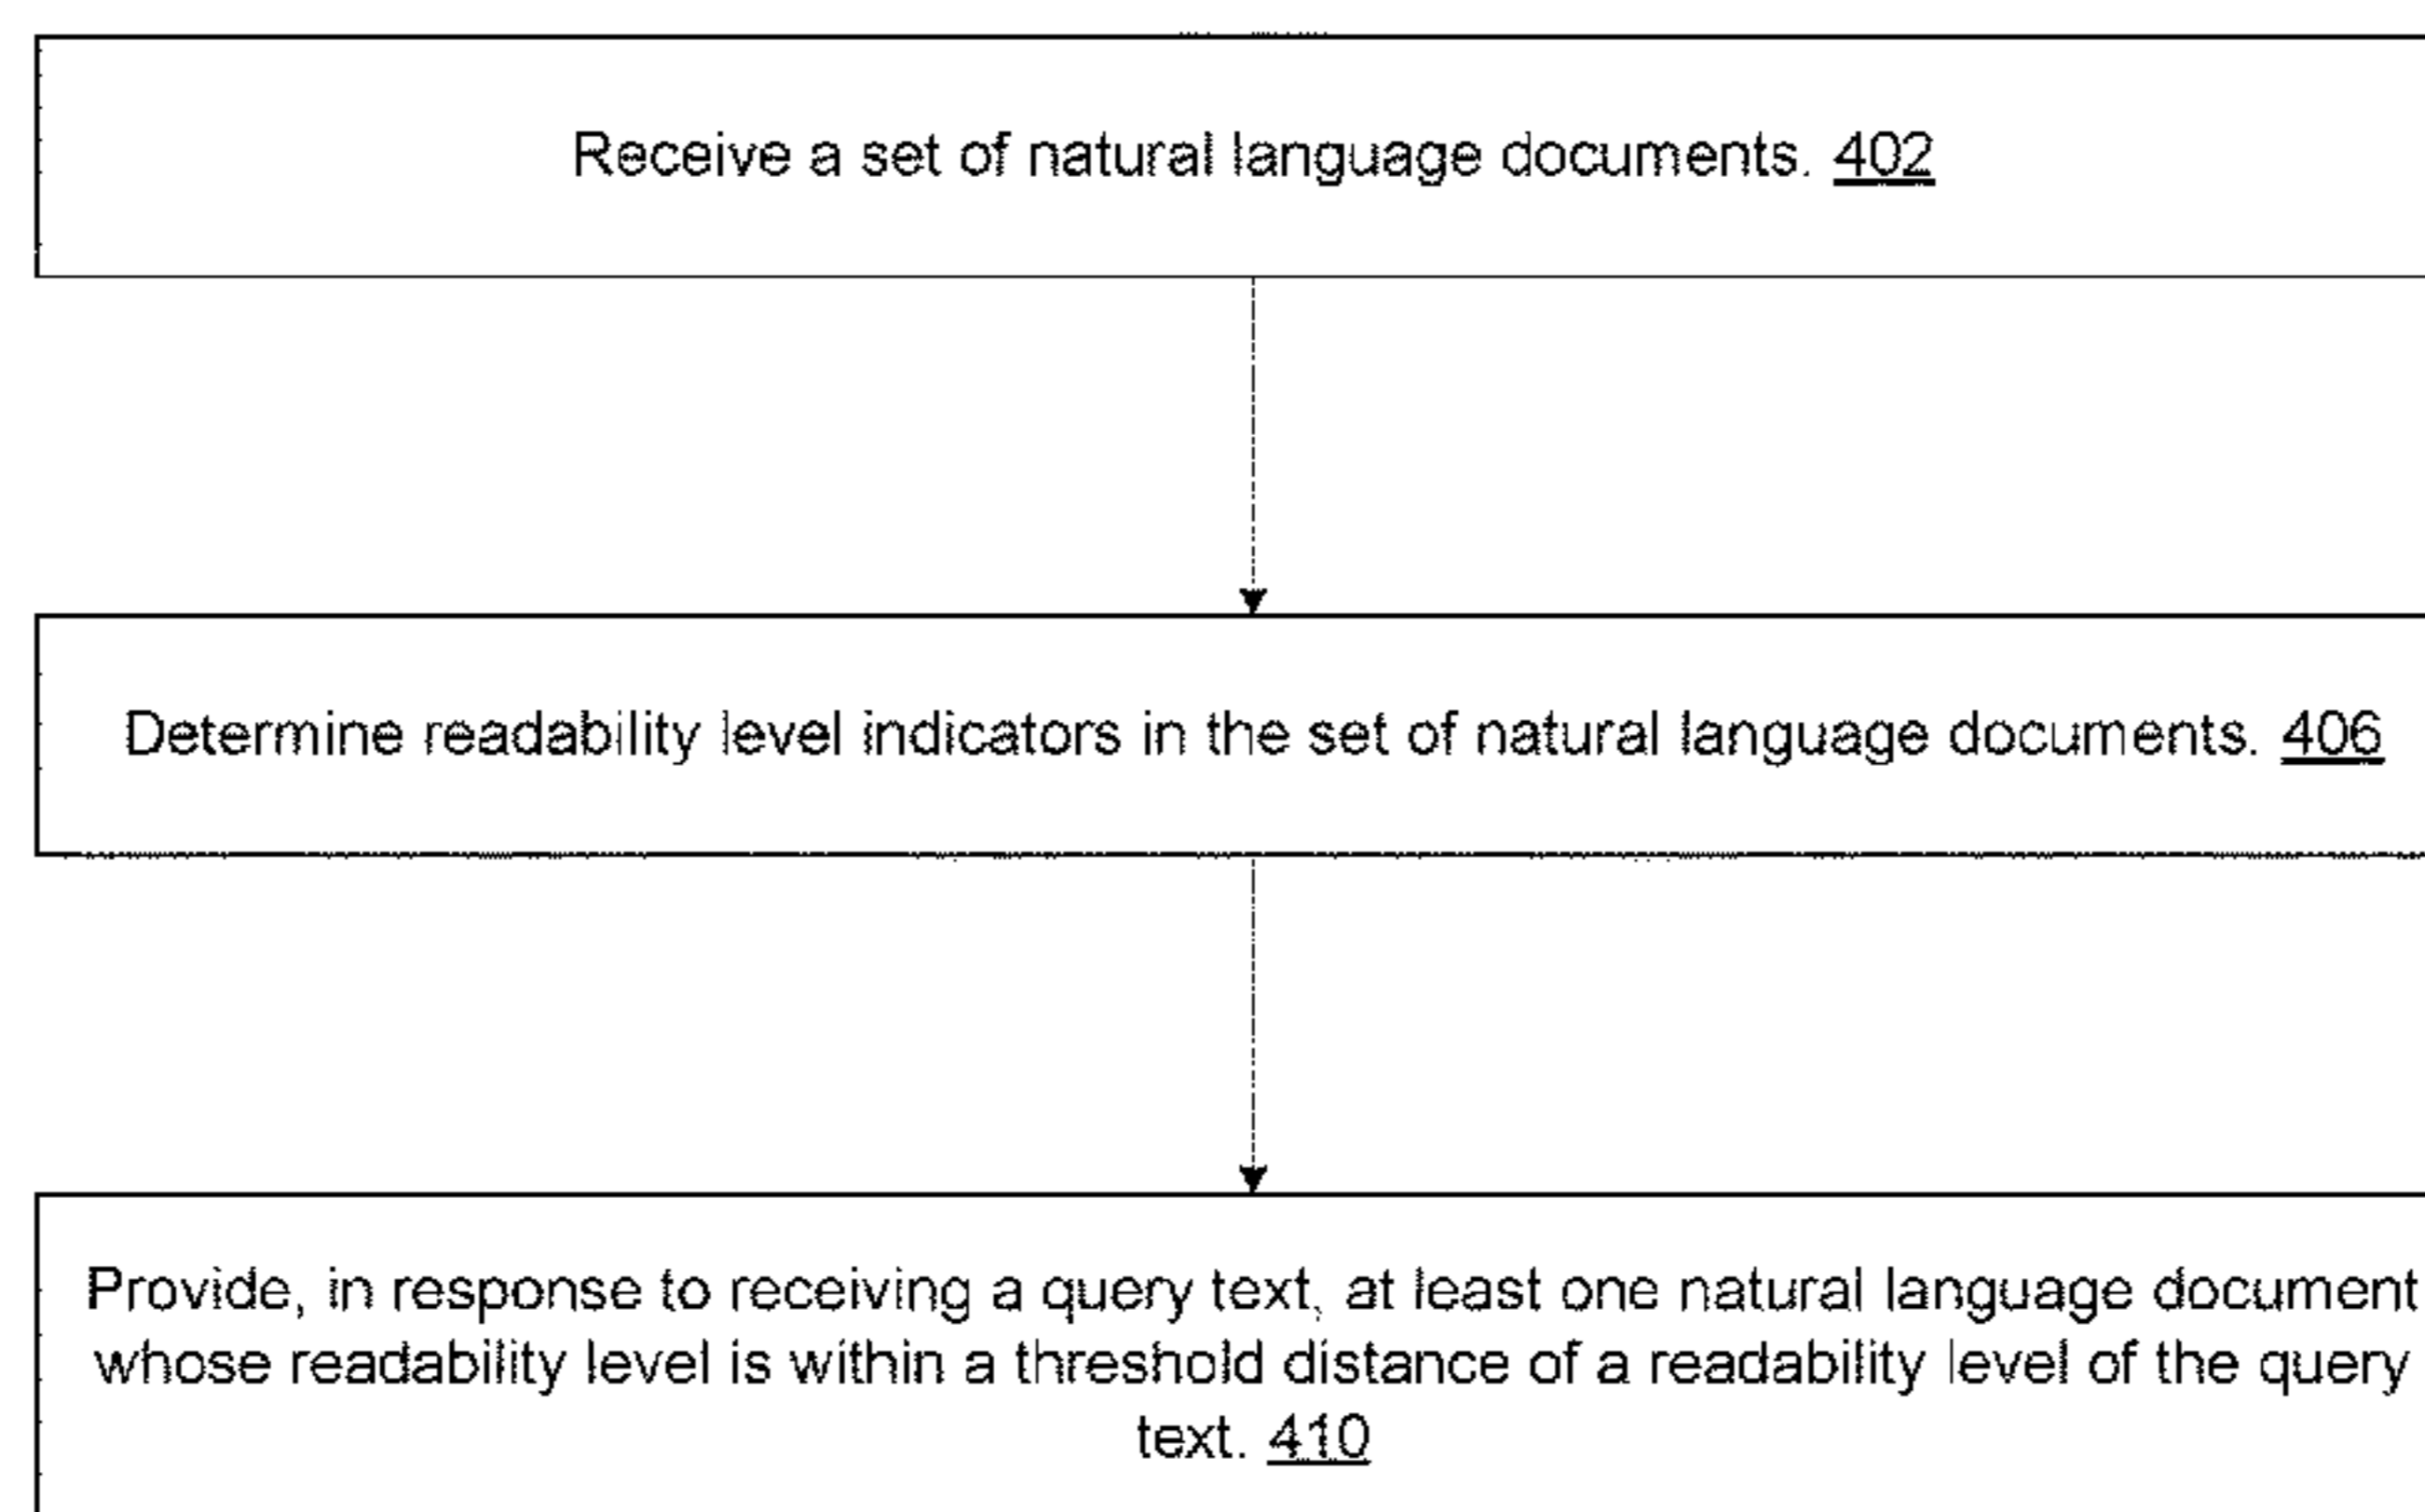 Receive a set of natural language documents. 402
Determine readability level indicators in the set of natural language documents. 406
Provide, in response to receiving a query text, at least one natural language document
whose readability level is within a threshold distance of a readability level of the query
text. 410